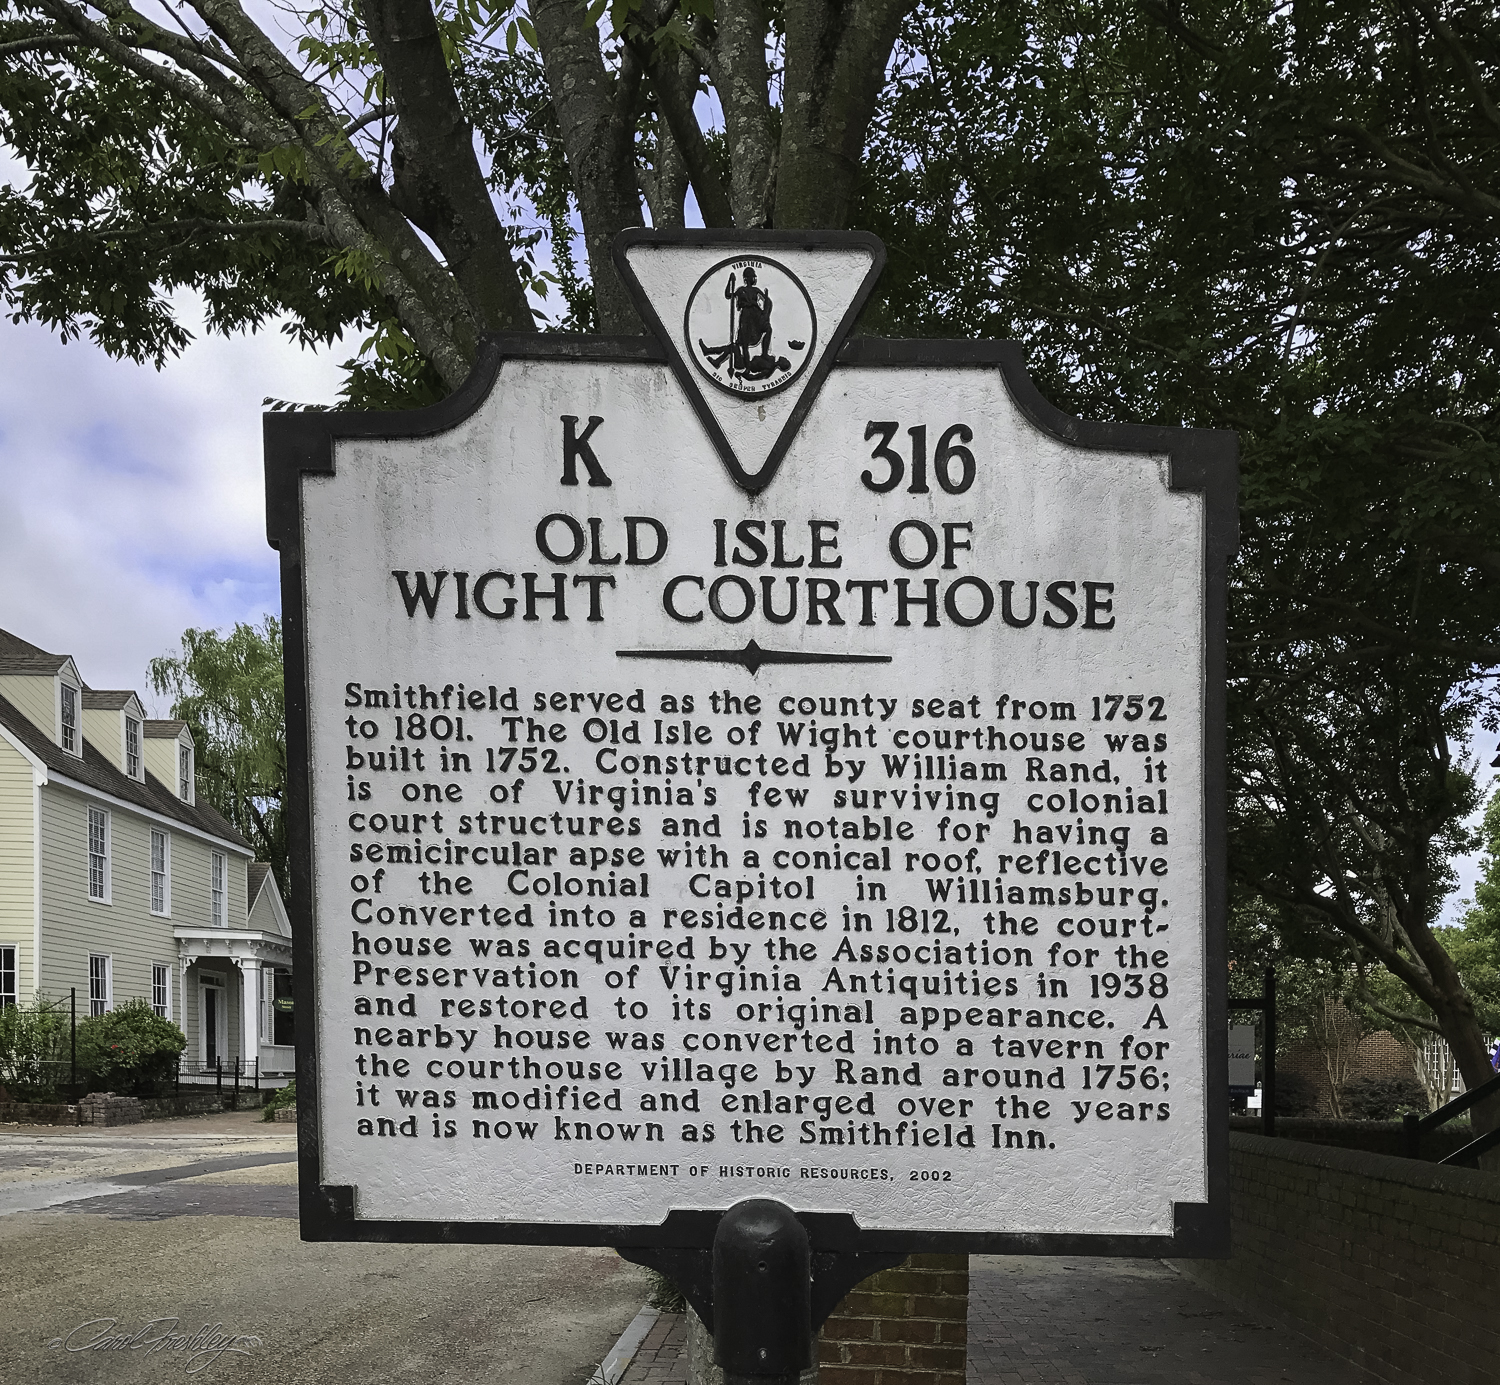 VIRGINIA
SIC SEMPER TYRANNIS
K 316
OLD ISLE OF
WIGHT COURTHOUSE
Smithfield served as the county seat from 1752
to 1801. The Old Isle of Wight courthouse was
built in 1752. Constructed by William Rand, it
is one of Virginia's few surviving colonial
court structures and is notable for having a
semicircular apse with a conical roof, reflective
of the Colonial Capitol in Williamsburg.
Converted into a residence in 1812, the court-
house was acquired by the Association for the
Preservation of Virginia Antiquities in 1938
and restored to its original appearance. A
nearby house was converted into a tavern for
the courthouse village by Rand around 1756;
it was modified and enlarged over the years
and is now known as the Smithfield Inn.
DEPARTMENT OF HISTORIC RESOURCES, 2002